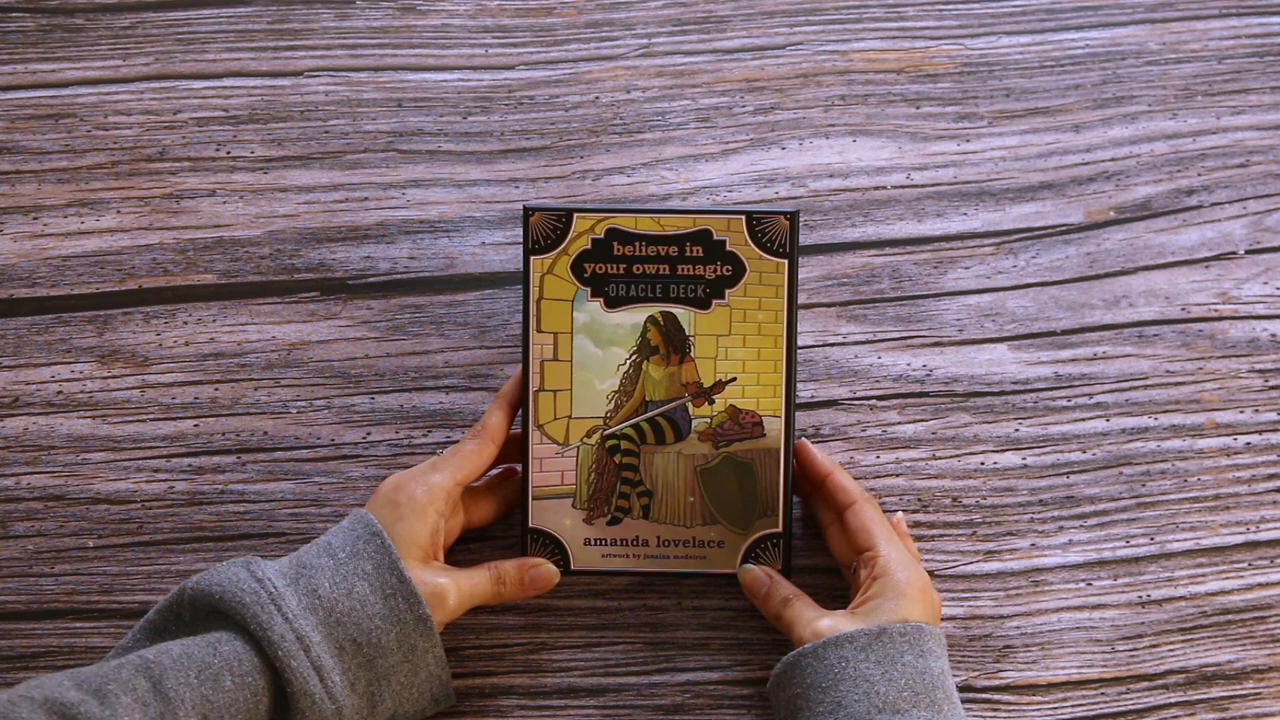 believe in
your own magic
·ORACLE DECK·
amanda lovelace
artwork by janaina medeiros